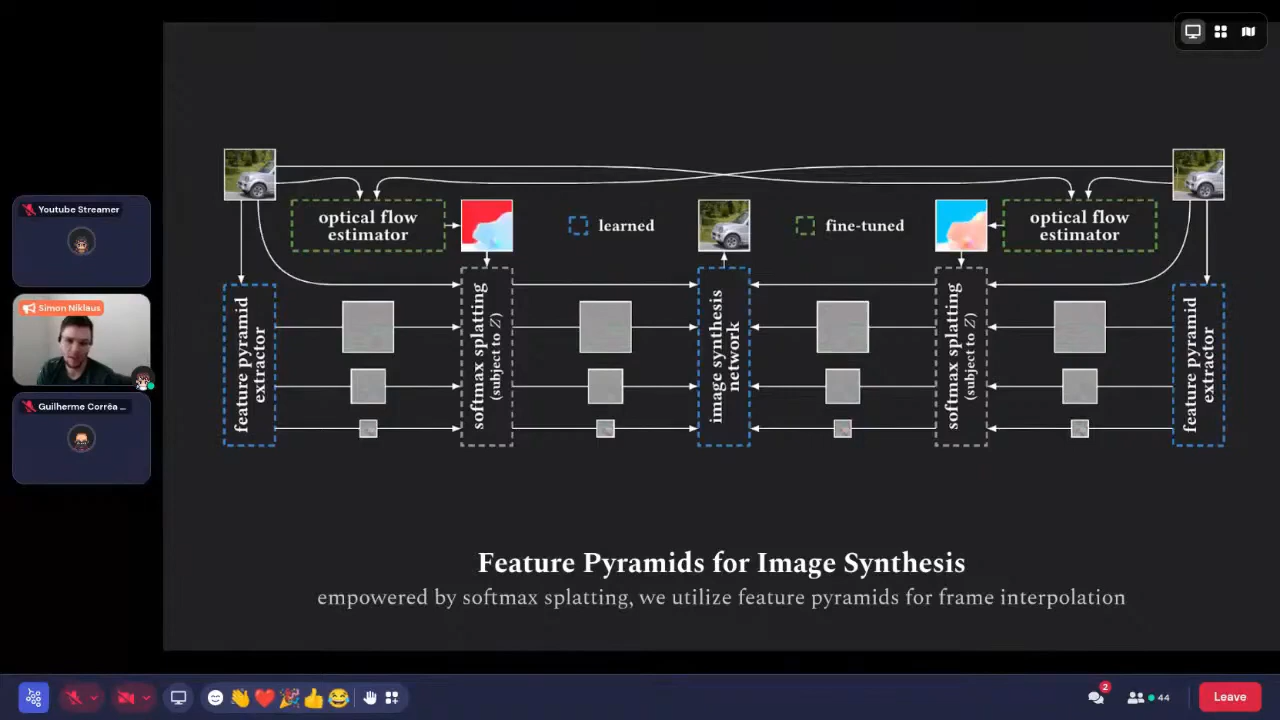 Youtube Streamer
Simon Niklaus
Guilherme Corrêa ...
optical flow
estimator
learned
fine-tuned
optical flow
estimator
feature pyramid
extractor
softmax splatting
(subject to Z)
image synthesis
network
softmax splatting
(subject to Z)
feature pyramid
extractor
Feature Pyramids for Image Synthesis
empowered by softmax splatting, we utilize feature pyramids for frame interpolation
2
44
Leave